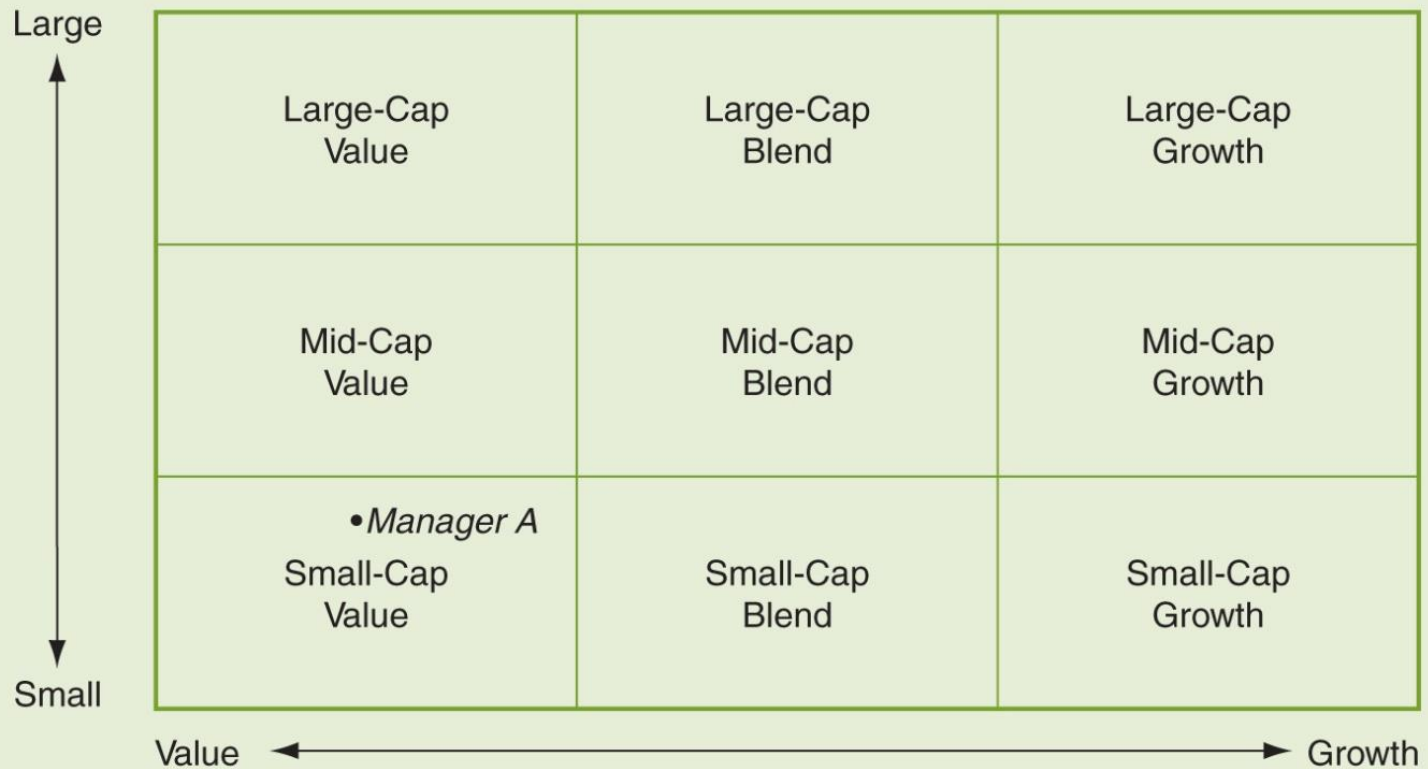 Large
Large-Cap
Value
Large-Cap
Blend
Large-Cap
Growth
Mid-Cap
Value
Mid-Cap
Blend
Mid-Cap
Growth
•Manager A
Small-Cap
Value
Small-Cap
Blend
Small-Cap
Growth
Small
Value
Growth